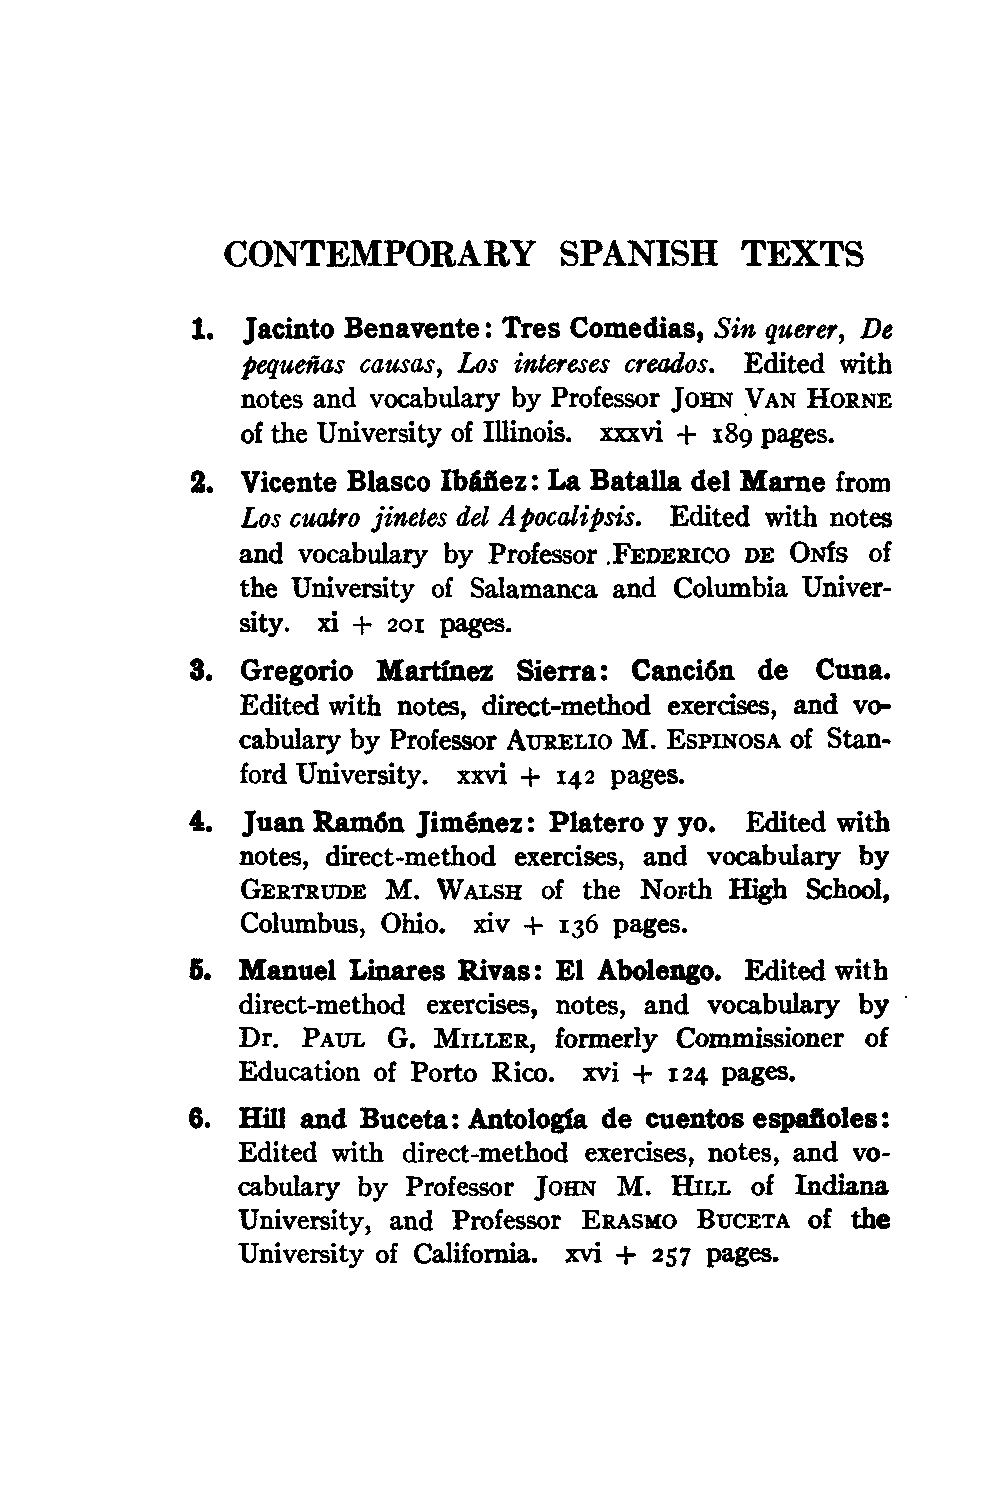 CONTEMPORARY SPANISH TEXTS
1. Jacinto Benavente: Tres Comedias, Sin querer, De
pequeñas causas, Los intereses creados. Edited with
notes and vocabulary by Professor John Van Horne
of the University of Illinois. xxxvi + 189 pages.
2. Vicente Blasco Ibáñez: La Batalla del Marne from
Los cuatro jinetes del Apocalipsis. Edited with notes
and vocabulary by Professor Federico de Onís of
the University of Salamanca and Columbia Univer-
sity. xi + 201 pages.
3. Gregorio Martínez Sierra: Canción de Cuna.
Edited with notes, direct-method exercises, and vo-
cabulary by Professor Aurelio M. Espinosa of Stan-
ford University. xxvi + 142 pages.
4. Juan Ramón Jiménez: Platero y yo. Edited with
notes, direct-method exercises, and vocabulary by
Gertrude M. Walsh of the North High School,
Columbus, Ohio. xiv + 136 pages.
5. Manuel Linares Rivas: El Abolengo. Edited with
direct-method exercises, notes, and vocabulary by
Dr. Paul G. Miller, formerly Commissioner of
Education of Porto Rico. xvi + 124 pages.
6. Hill and Buceta: Antología de cuentos españoles:
Edited with direct-method exercises, notes, and vo-
cabulary by Professor John M. Hill of Indiana
University, and Professor Erasmo Buceta of the
University of California. xvi + 257 pages.